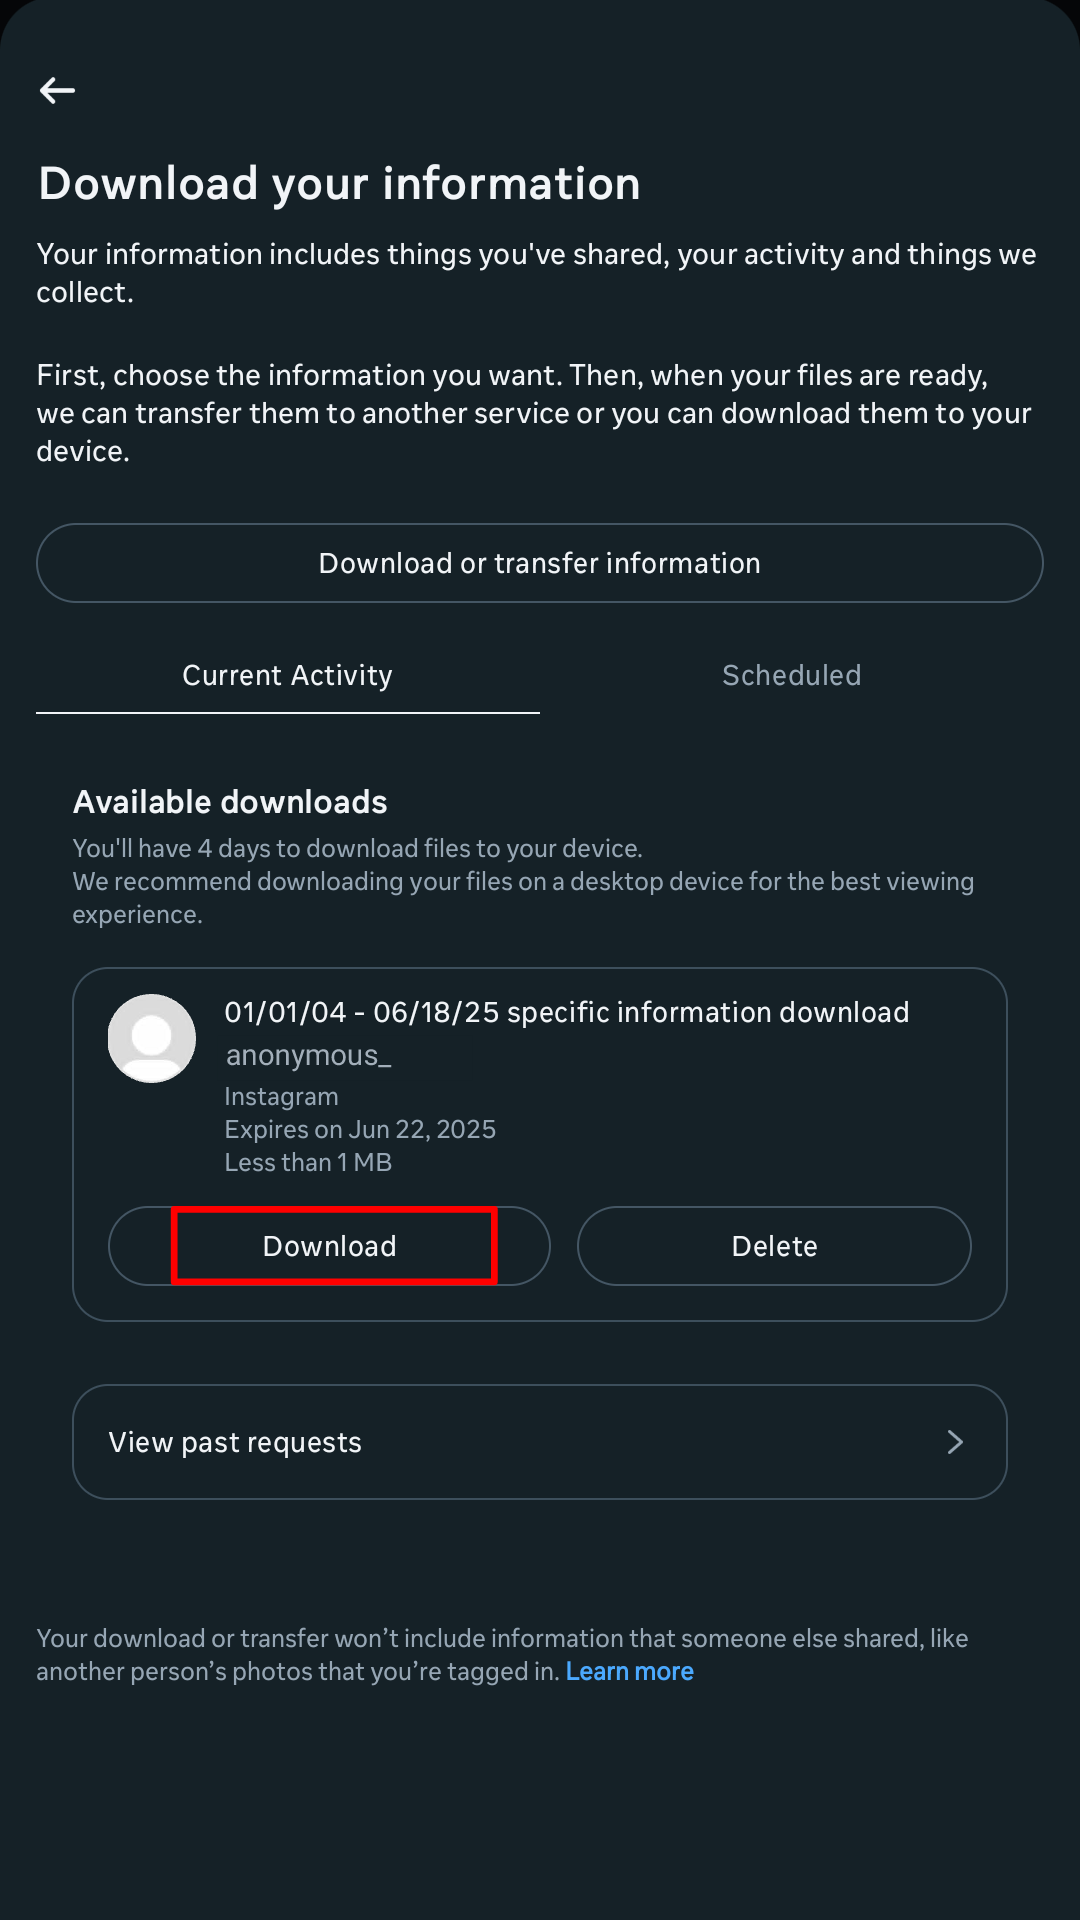 Download your information
Your information includes things you've shared, your activity and things we
collect.
First, choose the information you want. Then, when your files are ready,
we can transfer them to another service or you can download them to your
device.
Download or transfer information
Current Activity
Scheduled
Available downloads
You'll have 4 days to download files to your device.
We recommend downloading your files on a desktop device for the best viewing
experience.
01/01/04 - 06/18/25 specific information download
anonymous_
Instagram
Expires on Jun 22, 2025
Less than 1 MB
Download
Delete
View past requests
Your download or transfer won’t include information that someone else shared, like
another person’s photos that you’re tagged in. Learn more